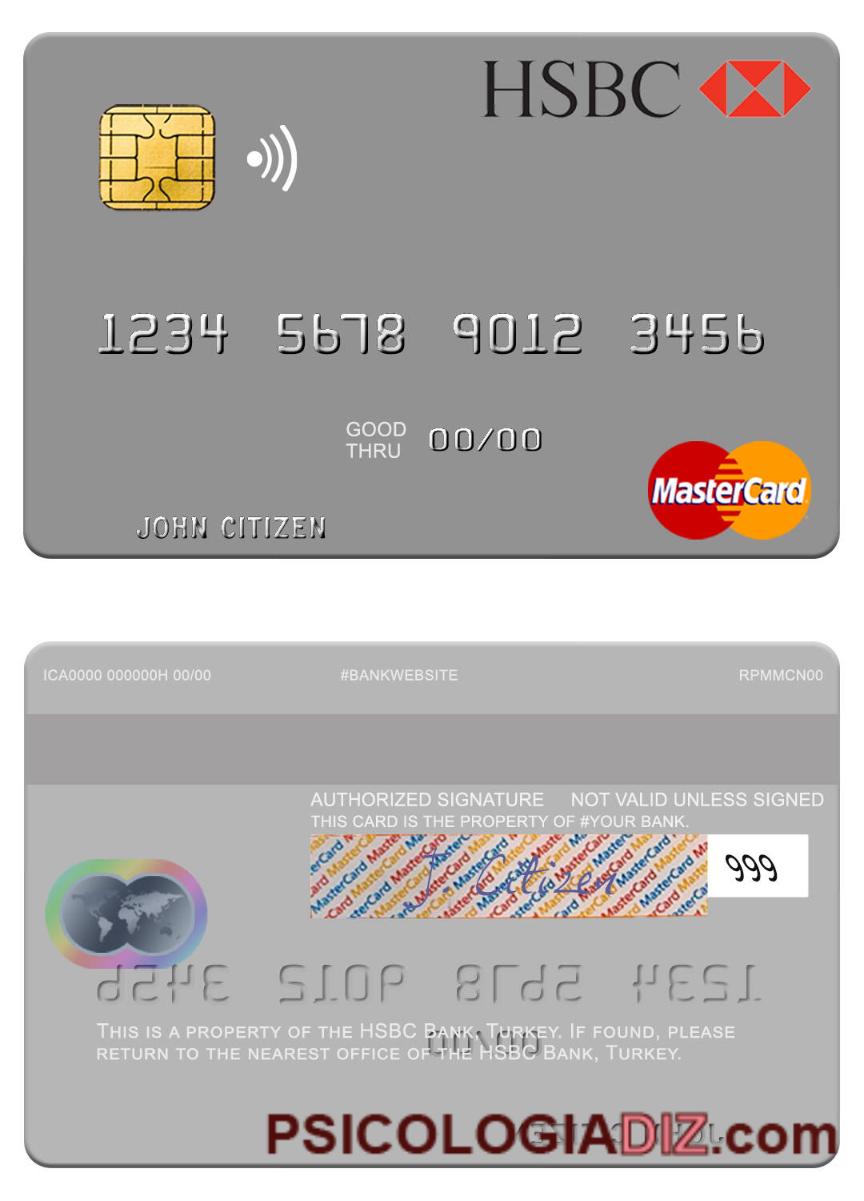 HSBC
1234 5678 9012 3456
GOOD THRU 00/00
JOHN CITIZEN
MasterCard
ICA0000 000000H 00/00 #BANKWEBSITE RPMMCN00
AUTHORIZED SIGNATURE NOT VALID UNLESS SIGNED
THIS CARD IS THE PROPERTY OF #YOUR BANK.
J. Citizen 999
THIS IS A PROPERTY OF THE HSBC BANK, TURKEY. IF FOUND, PLEASE
RETURN TO THE NEAREST OFFICE OF THE HSBC BANK, TURKEY.
PSICOLOGIADIZ.com